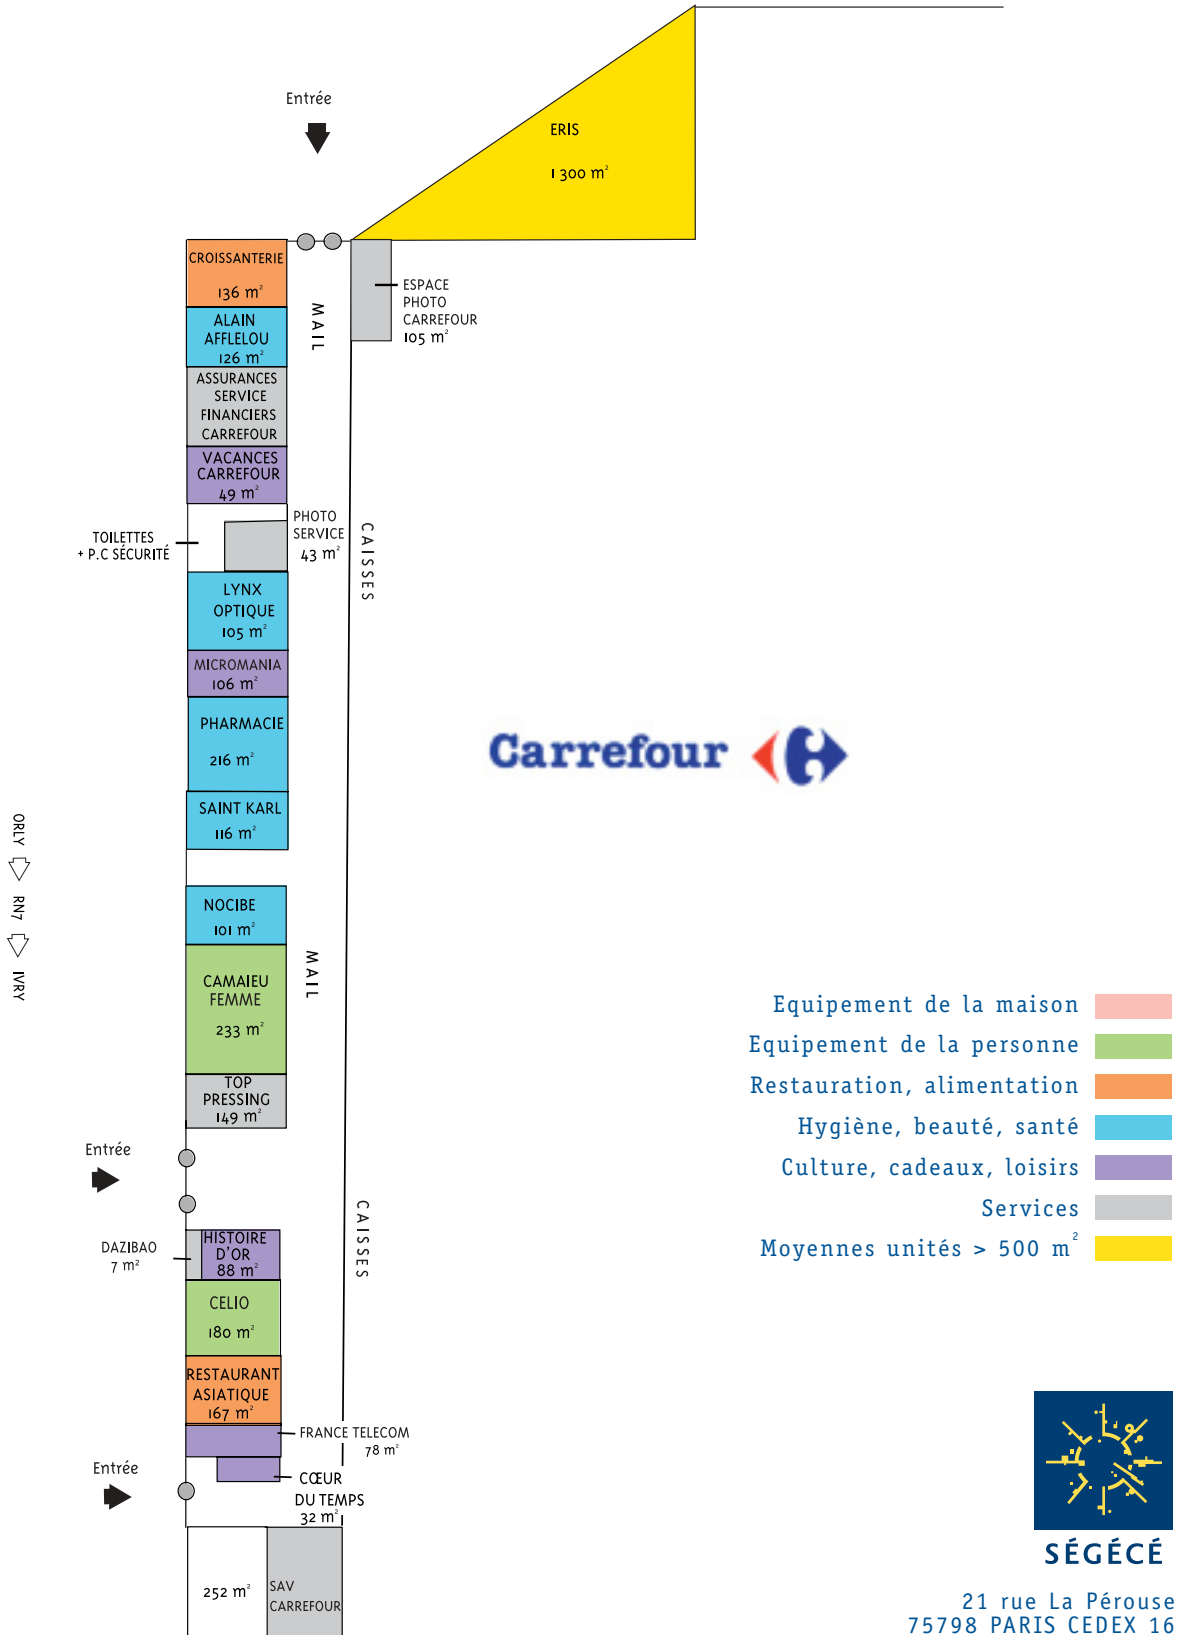 Entrée
ERIS
1 300 m²
CROISSANTERIE
136 m²
ALAIN
AFFLELOU
126 m²
ASSURANCES
SERVICE
FINANCIERS
CARREFOUR
VACANCES
CARREFOUR
49 m²
MAIL
ESPACE
PHOTO
CARREFOUR
105 m²
TOILETTES
+ P.C SÉCURITÉ
PHOTO
SERVICE
43 m²
CAISSES
LYNX
OPTIQUE
105 m²
MICROMANIA
106 m²
PHARMACIE
216 m²
SAINT KARL
116 m²
Carrefour
ORLY
RN7
IVRY
NOCIBE
101 m²
CAMAIEU
FEMME
233 m²
TOP
PRESSING
149 m²
MAIL
Entrée
DAZIBAO
7 m²
HISTOIRE
D'OR
88 m²
CELIO
180 m²
RESTAURANT
ASIATIQUE
167 m²
FRANCE TELECOM
78 m²
CŒUR
DU TEMPS
32 m²
CAISSES
Entrée
252 m²
SAV
CARREFOUR
Equipement de la maison
Equipement de la personne
Restauration, alimentation
Hygiène, beauté, santé
Culture, cadeaux, loisirs
Services
Moyennes unités > 500 m²
SÉGÉCÉ
21 rue La Pérouse
75798 PARIS CEDEX 16